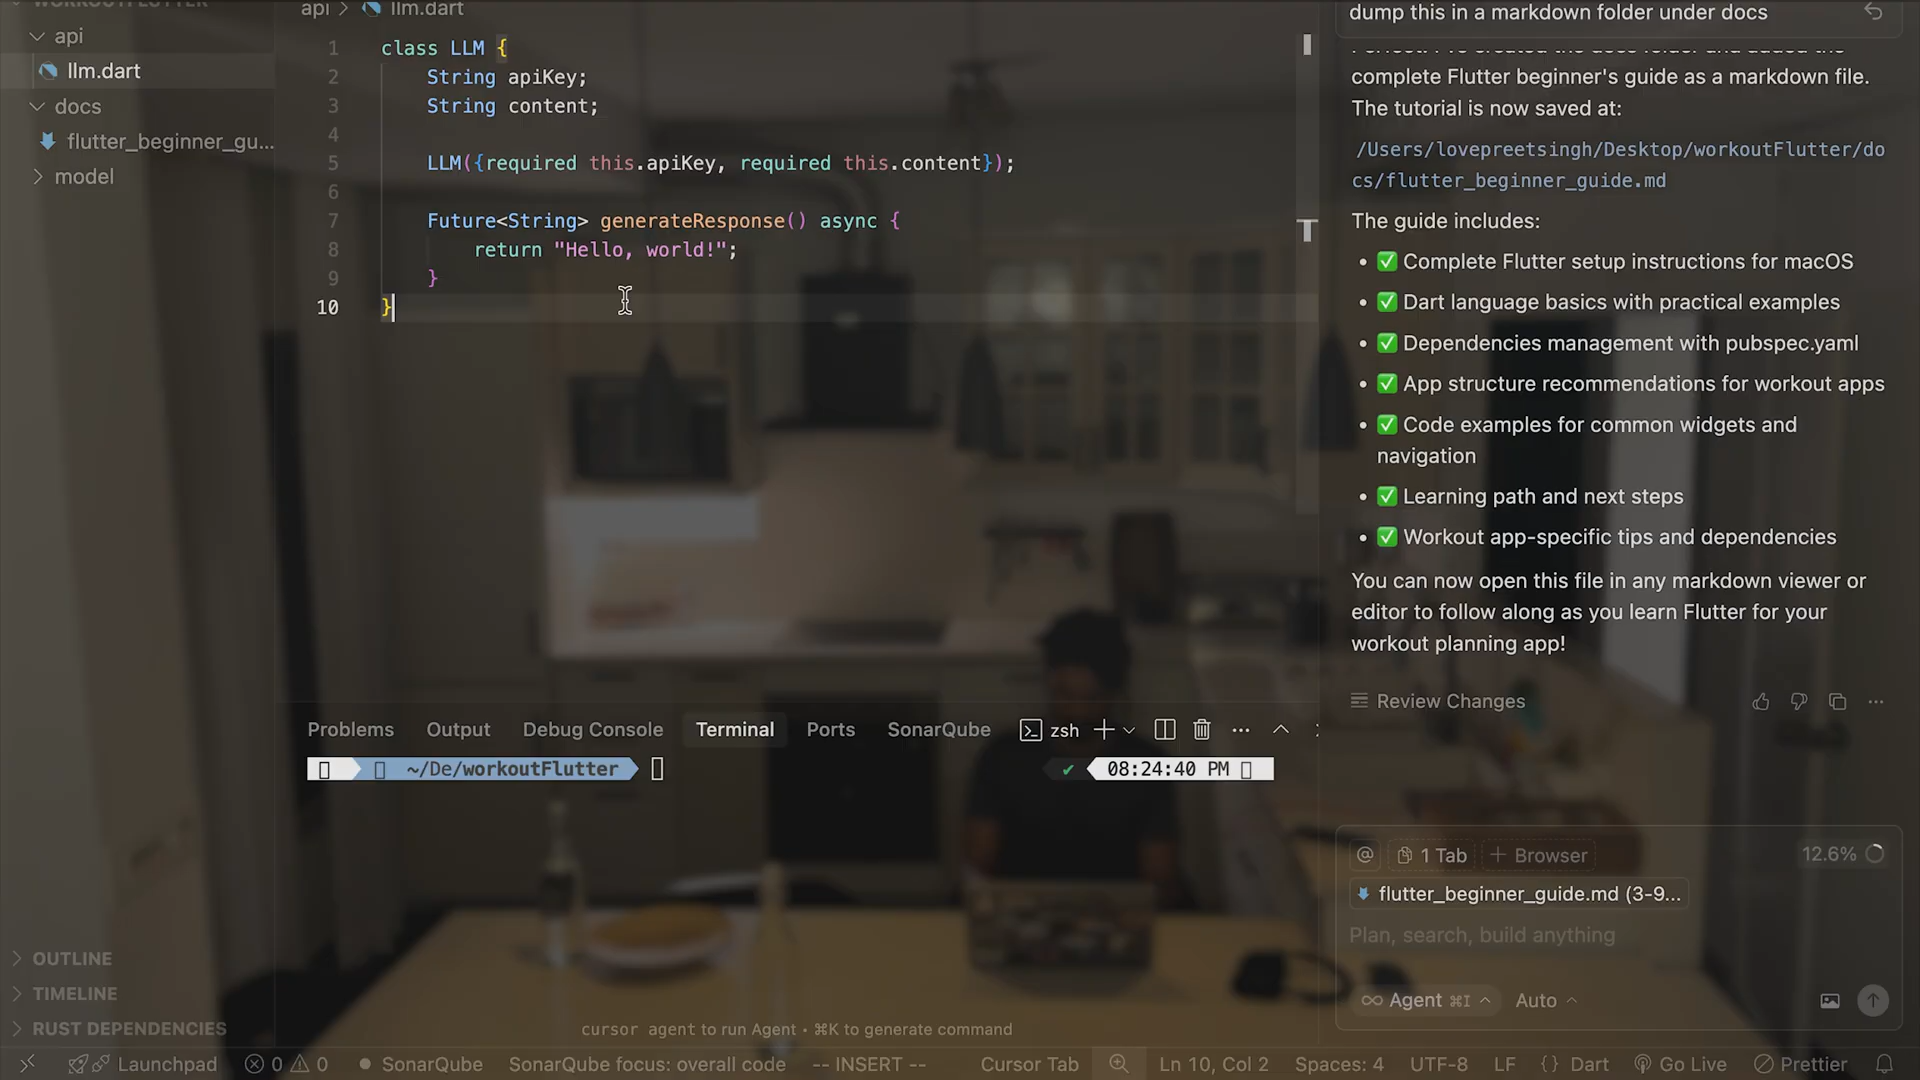 WORKOUTFLUTTER
api
llm.dart
docs
flutter_beginner_gu...
model
OUTLINE
TIMELINE
RUST DEPENDENCIES
api > llm.dart
1 class LLM {
2 String apiKey;
3 String content;
4
5 LLM({required this.apiKey, required this.content});
6
7 Future<String> generateResponse() async {
8 return "Hello, world!";
9 }
10 }
Problems Output Debug Console Terminal Ports SonarQube zsh
~/De/workoutFlutter 08:24:40 PM
cursor agent to run Agent • ⌘K to generate command
dump this in a markdown folder under docs
complete Flutter beginner's guide as a markdown file.
The tutorial is now saved at:
/Users/lovepreetsingh/Desktop/workoutFlutter/do
cs/flutter_beginner_guide.md
The guide includes:
• ✅ Complete Flutter setup instructions for macOS
• ✅ Dart language basics with practical examples
• ✅ Dependencies management with pubspec.yaml
• ✅ App structure recommendations for workout apps
• ✅ Code examples for common widgets and
navigation
• ✅ Learning path and next steps
• ✅ Workout app-specific tips and dependencies
You can now open this file in any markdown viewer or
editor to follow along as you learn Flutter for your
workout planning app!
Review Changes
@ 1 Tab + Browser 12.6%
flutter_beginner_guide.md (3-9...
Plan, search, build anything
∞ Agent ⌘I Auto
Launchpad 0 0 SonarQube SonarQube focus: overall code -- INSERT -- Cursor Tab Ln 10, Col 2 Spaces: 4 UTF-8 LF {} Dart Go Live Prettier